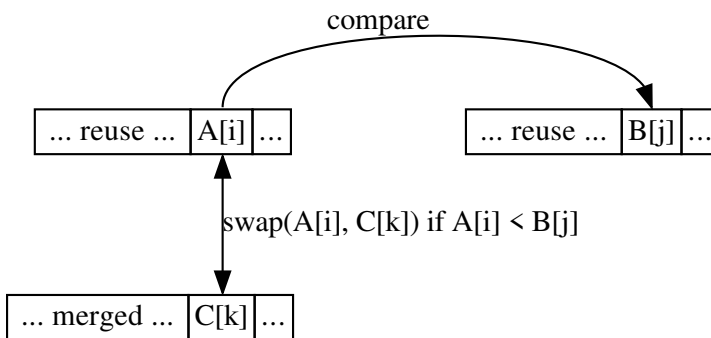 compare
... reuse ... A[i] ...
... reuse ... B[j] ...
swap(A[i], C[k]) if A[i] < B[j]
... merged ... C[k] ...